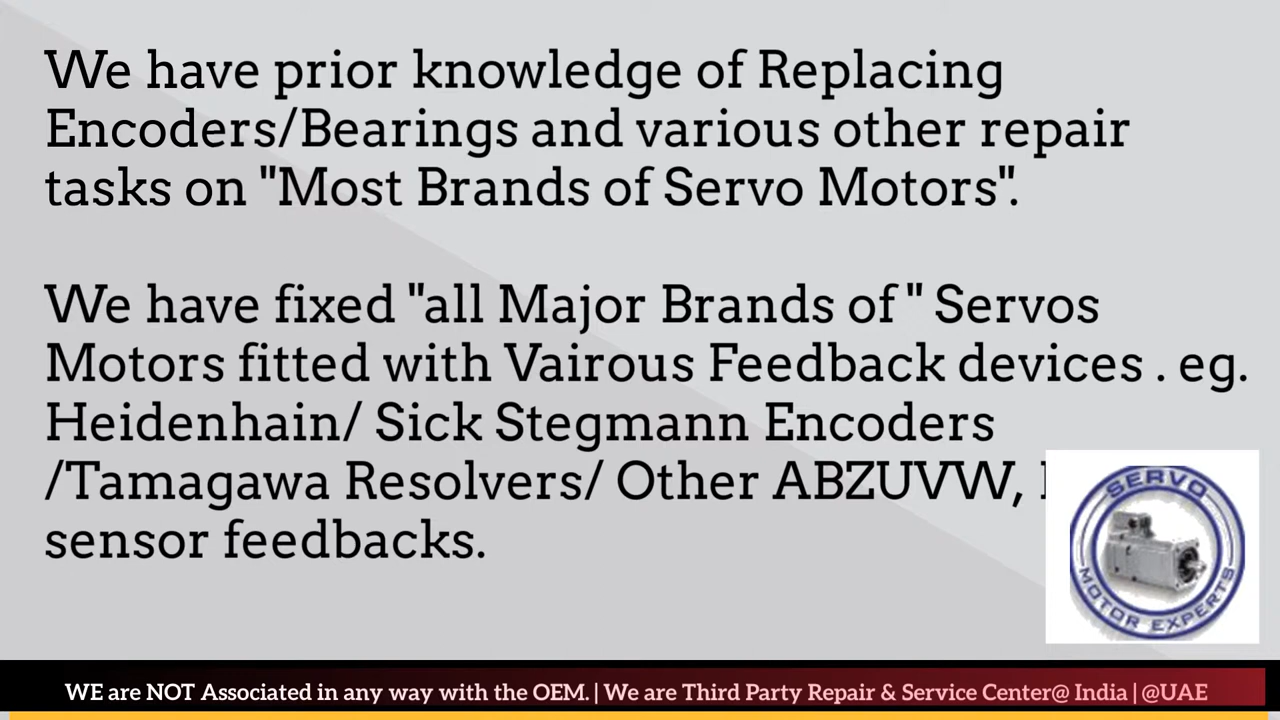 We have prior knowledge of Replacing
Encoders/Bearings and various other repair
tasks on "Most Brands of Servo Motors".
We have fixed "all Major Brands of " Servos
Motors fitted with Vairous Feedback devices . eg.
Heidenhain/ Sick Stegmann Encoders
/Tamagawa Resolvers/ Other ABZUVW,
sensor feedbacks.
SERVO
MOTOR EXPERTS
WE are NOT Associated in any way with the OEM. | We are Third Party Repair & Service Center@ India | @UAE